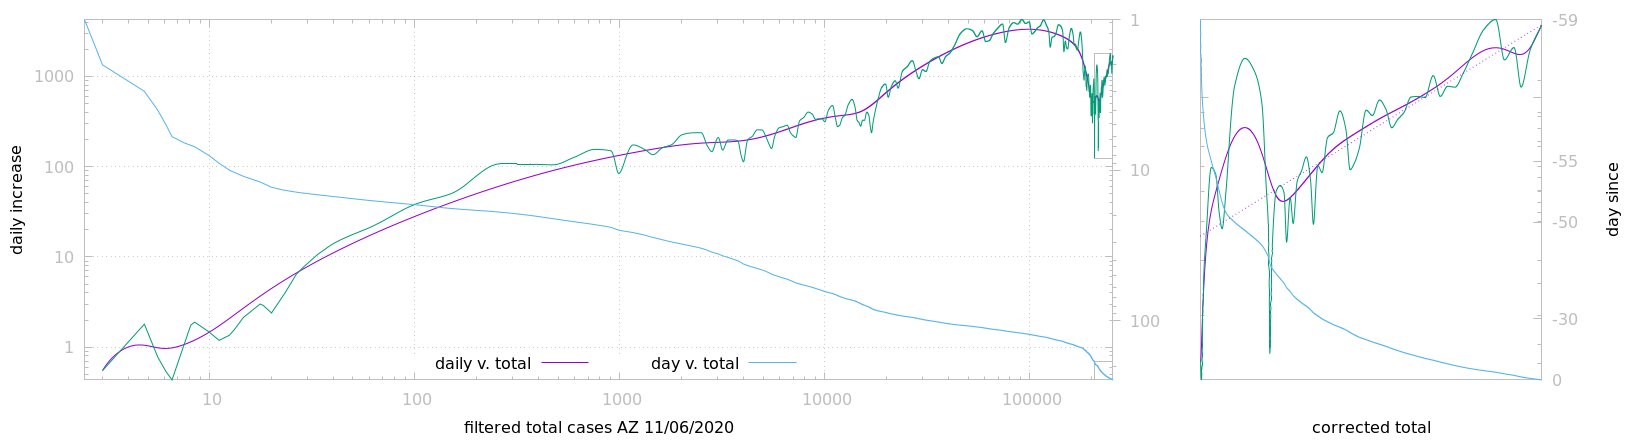 1
-59
1000
daily increase
100
10
-55
-50
day since
10
1
100
-30
daily v. total
day v. total
0
10
100
1000
10000
100000
filtered total cases AZ 11/06/2020
corrected total